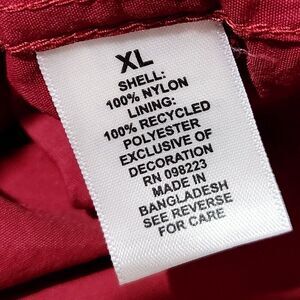 XL
SHELL:
100% NYLON
LINING:
100% RECYCLED
POLYESTER
EXCLUSIVE OF
DECORATION
RN 098223
MADE IN
BANGLADESH
SEE REVERSE
FOR CARE